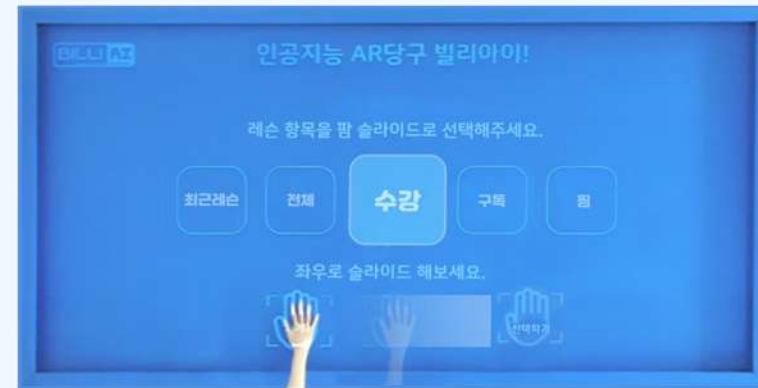 BILLI AI
인공지능 AR당구 빌리아이!
레슨 항목을 팜 슬라이드로 선택해주세요.
최근레슨 전체 수강 구독 찜
좌우로 슬라이드 해보세요.
선택하기